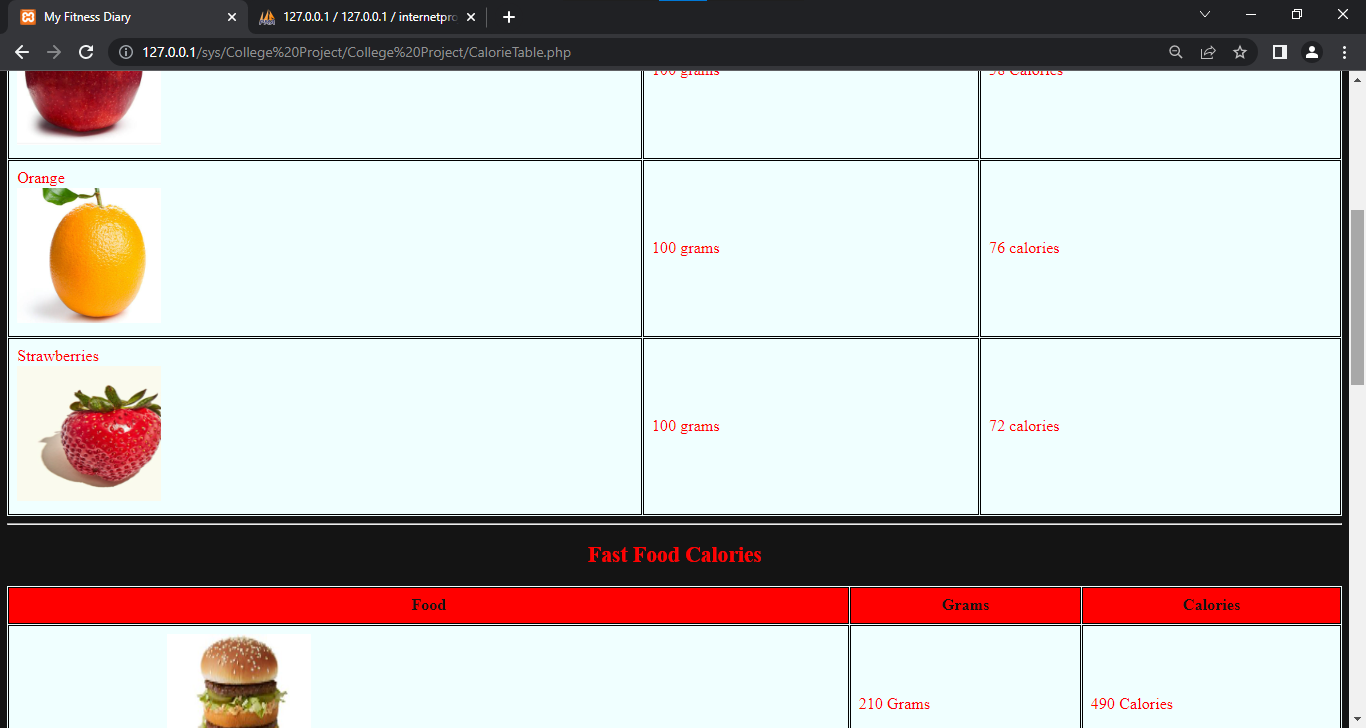 My Fitness Diary
127.0.0.1 / 127.0.0.1 / internetpro
127.0.0.1/sys/College%20Project/College%20Project/CalorieTable.php
100 grams
Calories
Orange
100 grams
76 calories
Strawberries
100 grams
72 calories
Fast Food Calories
Food
Grams
Calories
210 Grams
490 Calories